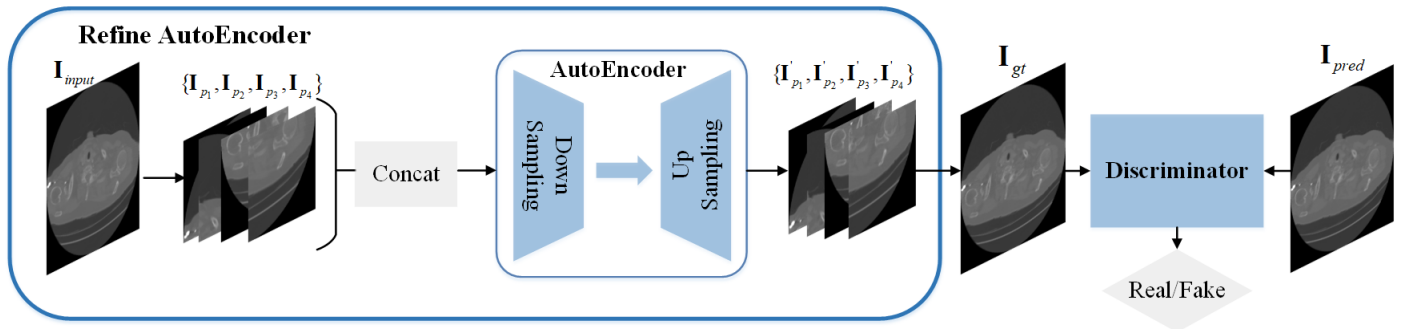 Refine AutoEncoder
I_input
{I_p1, I_p2, I_p3, I_p4}
Concat
AutoEncoder
Down
Sampling
Up
Sampling
{I'_p1, I'_p2, I'_p3, I'_p4}
I_gt
Discriminator
Real/Fake
I_pred